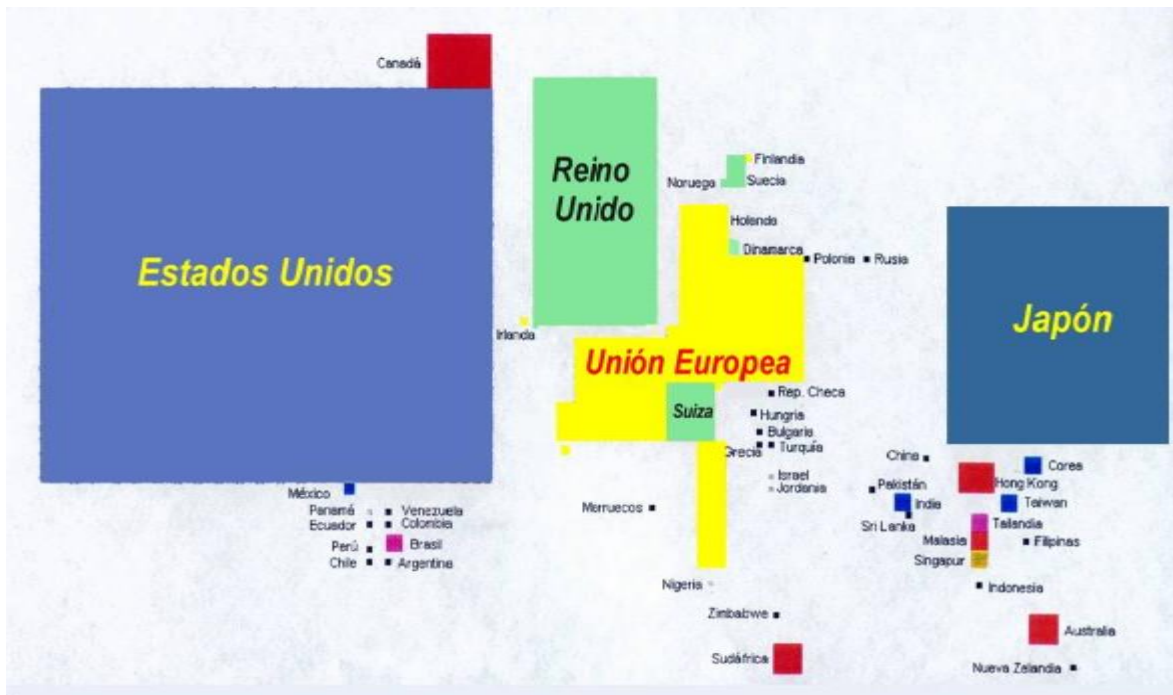 Canadá
Estados Unidos
Reino
Unido
Finlandia
Noruega
Suecia
Holanda
Dinamarca
Polonia
Rusia
Irlanda
Unión Europea
Suiza
Japón
Rep. Checa
Hungria
Bulgaria
Grecia
Turquía
Israel
Jordania
Merruecos
Nigeria
Zimbabwe
Sudáfrica
México
Panamá
Venezuela
Ecuador
Colombia
Perú
Brasil
Chile
Argentina
China
Corea
Hong Kong
Pakistán
India
Taiwan
Sri Lanka
Tailandia
Malasia
Filipinas
Singapur
Indonesia
Australia
Nueva Zelandia